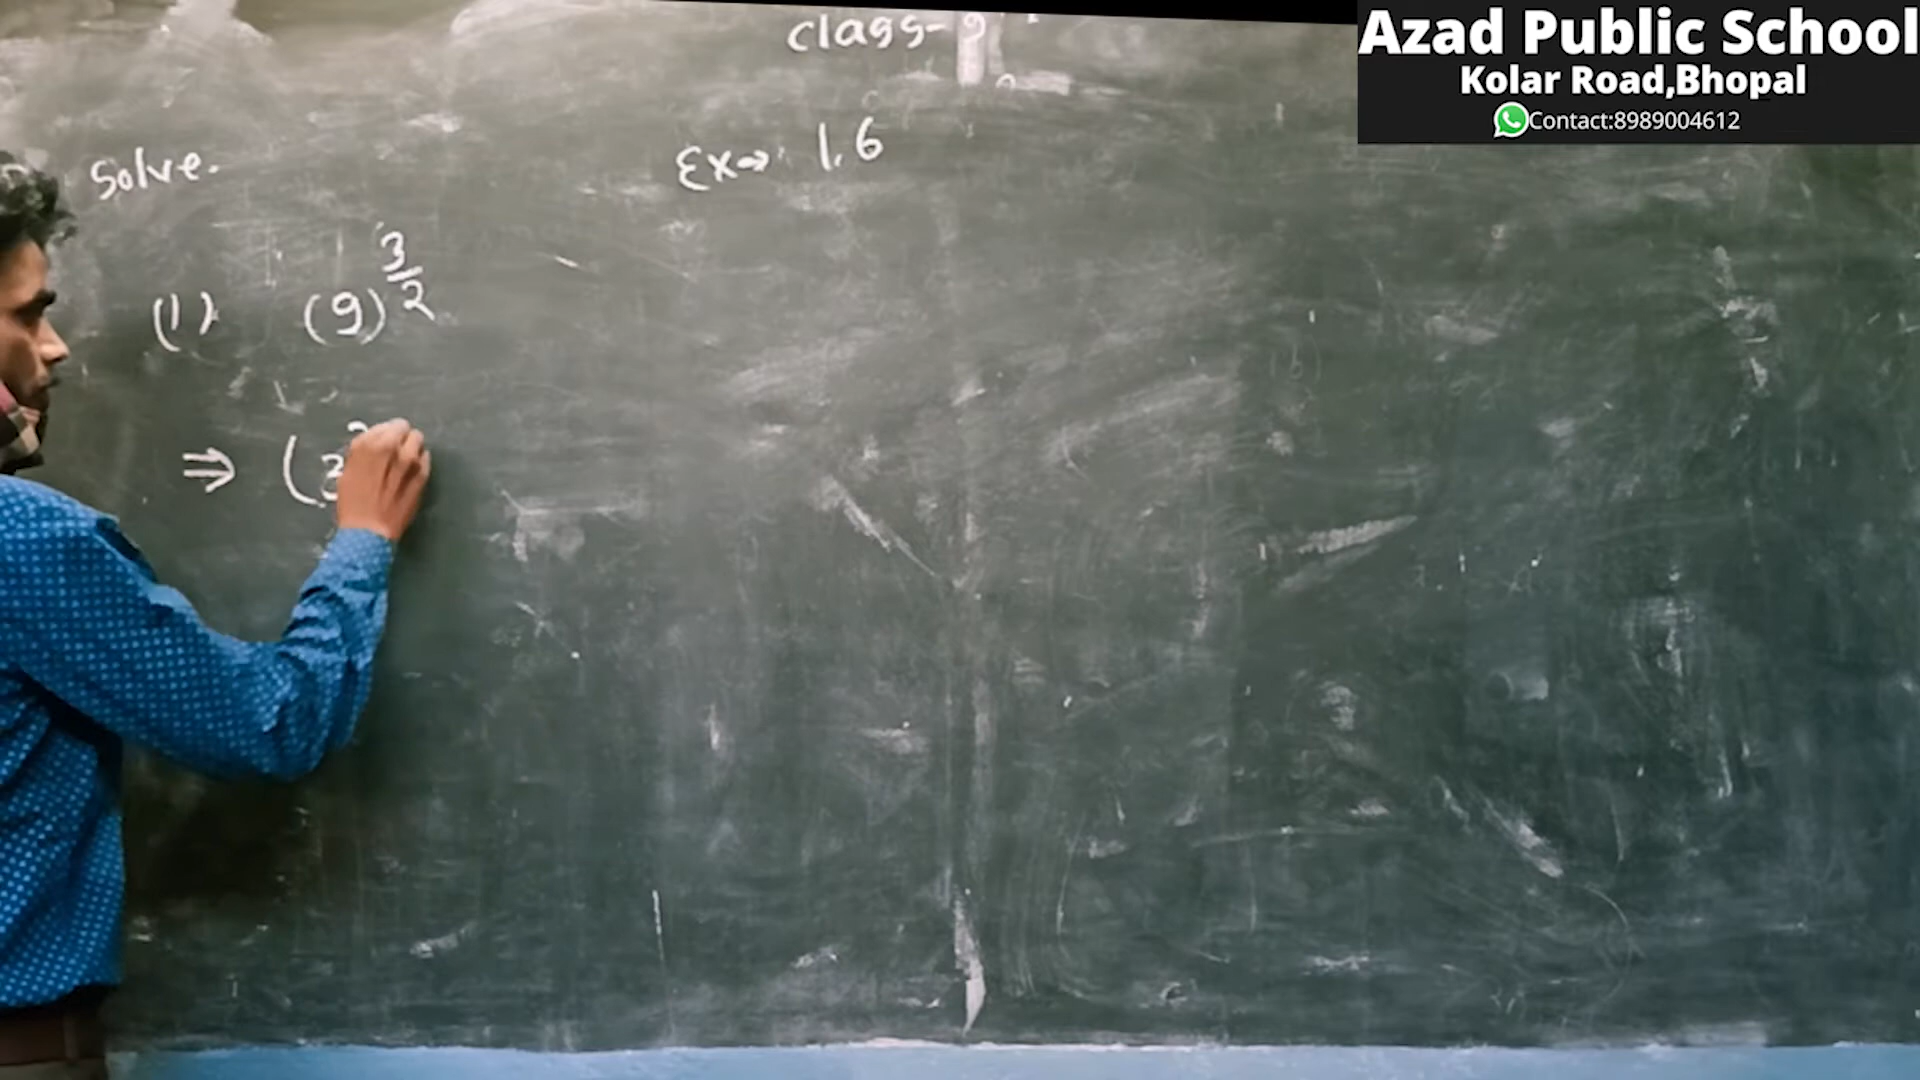 class-9
Azad Public School
Kolar Road,Bhopal
Contact:8989004612
Solve.
Ex→ 1.6
(1) (9)^3/2
⇒ (3